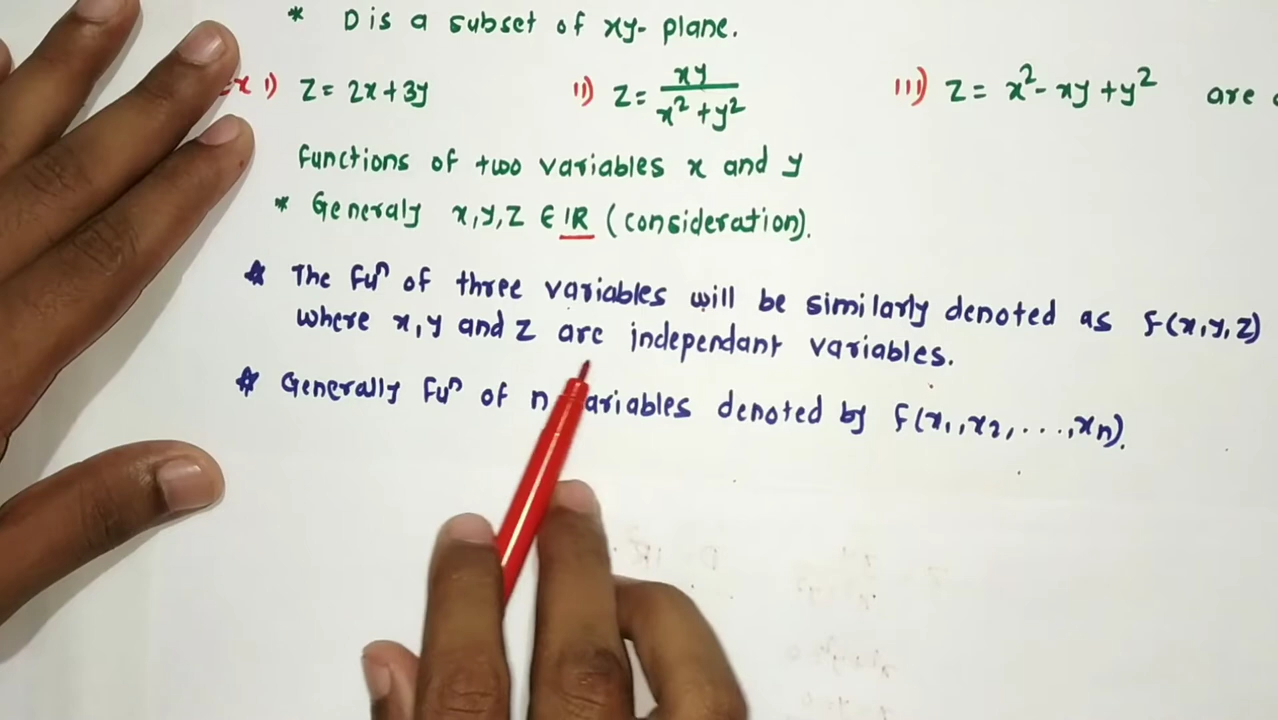 * D is a subset of xy- plane.
x i) z = 2x+3y ii) z = xy/x²+y² iii) z = x²-xy+y² are
functions of two variables x and y
* Generaly x,y,z ∈ IR (consideration).
* The Fuⁿ of three variables will be similarly denoted as f(x,y,z)
where x,y and z are independant variables.
* Generally Fuⁿ of n ariables denoted by f(x₁,x₂,...,xn).